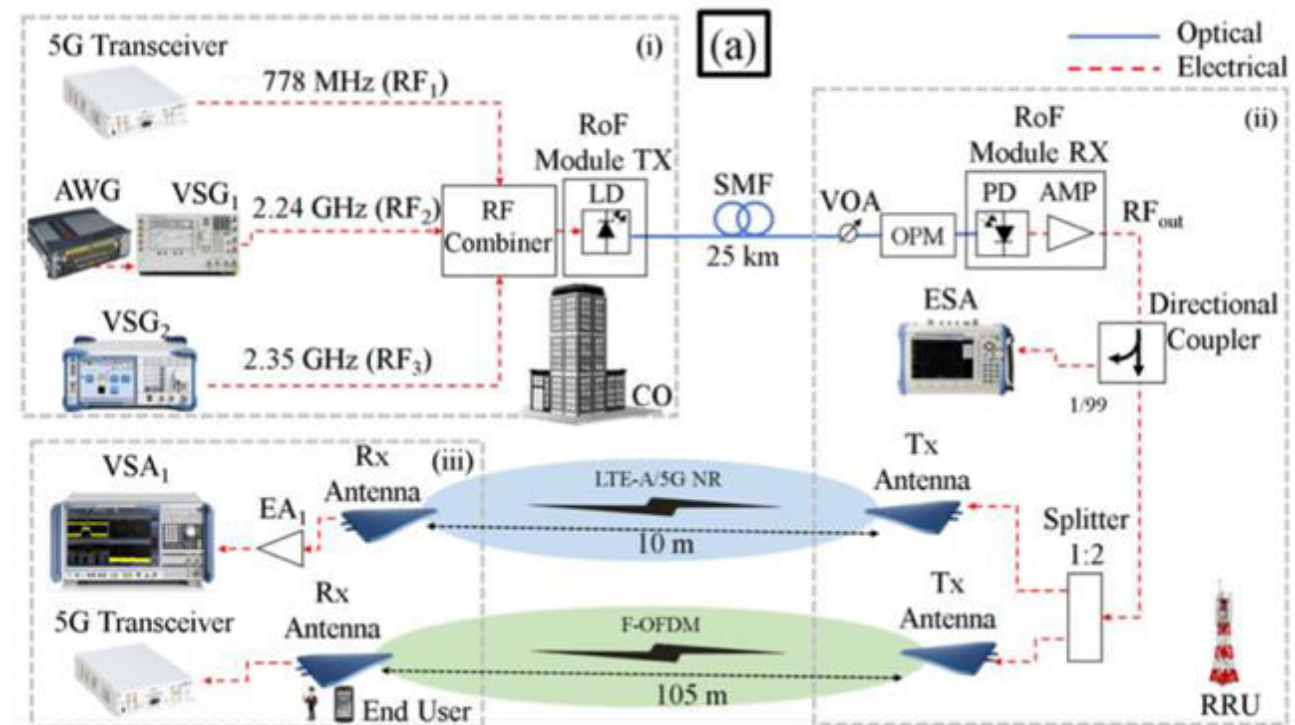 5G Transceiver
(i)
(a)
Optical
Electrical
778 MHz (RF₁)
RoF
Module TX
LD
AWG
VSG₁
2.24 GHz (RF₂)
RF
Combiner
SMF
25 km
VSG₂
2.35 GHz (RF₃)
CO
(ii)
RoF
Module RX
VOA
OPM
PD
AMP
RFout
ESA
Directional
Coupler
1/99
VSA₁
(iii)
EA₁
Rx
Antenna
LTE-A/5G NR
10 m
Tx
Antenna
Splitter
1:2
5G Transceiver
Rx
Antenna
F-OFDM
105 m
Tx
Antenna
End User
RRU